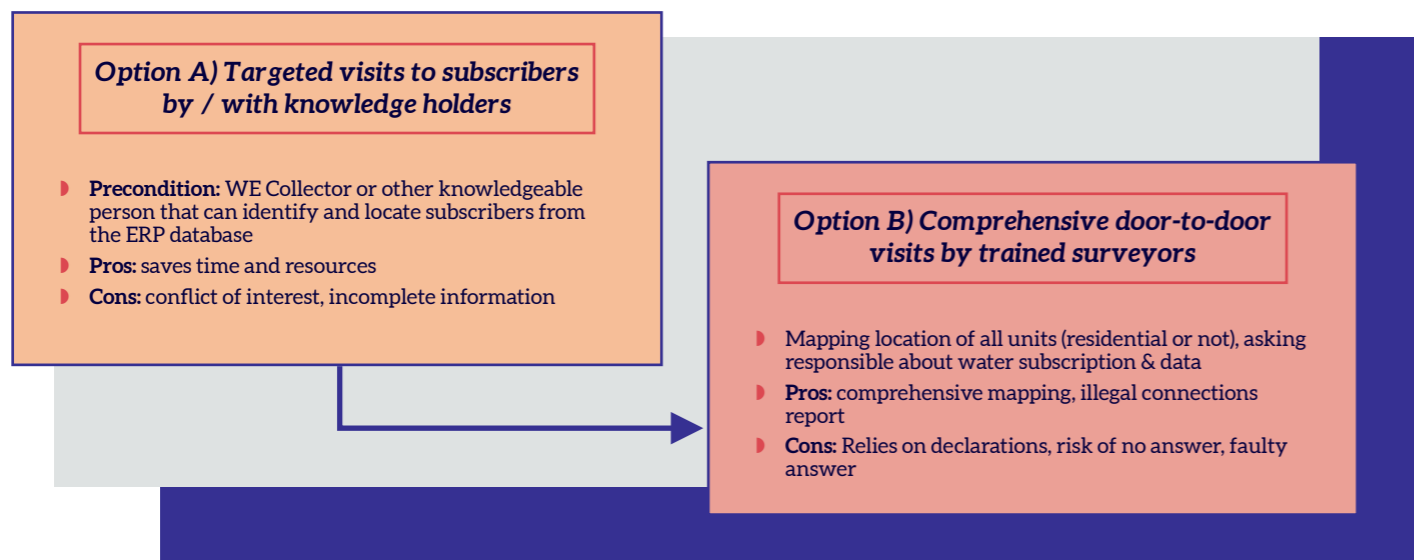 Option A) Targeted visits to subscribers
by / with knowledge holders
Precondition: WE Collector or other knowledgeable
person that can identify and locate subscribers from
the ERP database
Pros: saves time and resources
Cons: conflict of interest, incomplete information
Option B) Comprehensive door-to-door
visits by trained surveyors
Mapping location of all units (residential or not), asking
responsible about water subscription & data
Pros: comprehensive mapping, illegal connections
report
Cons: Relies on declarations, risk of no answer, faulty
answer